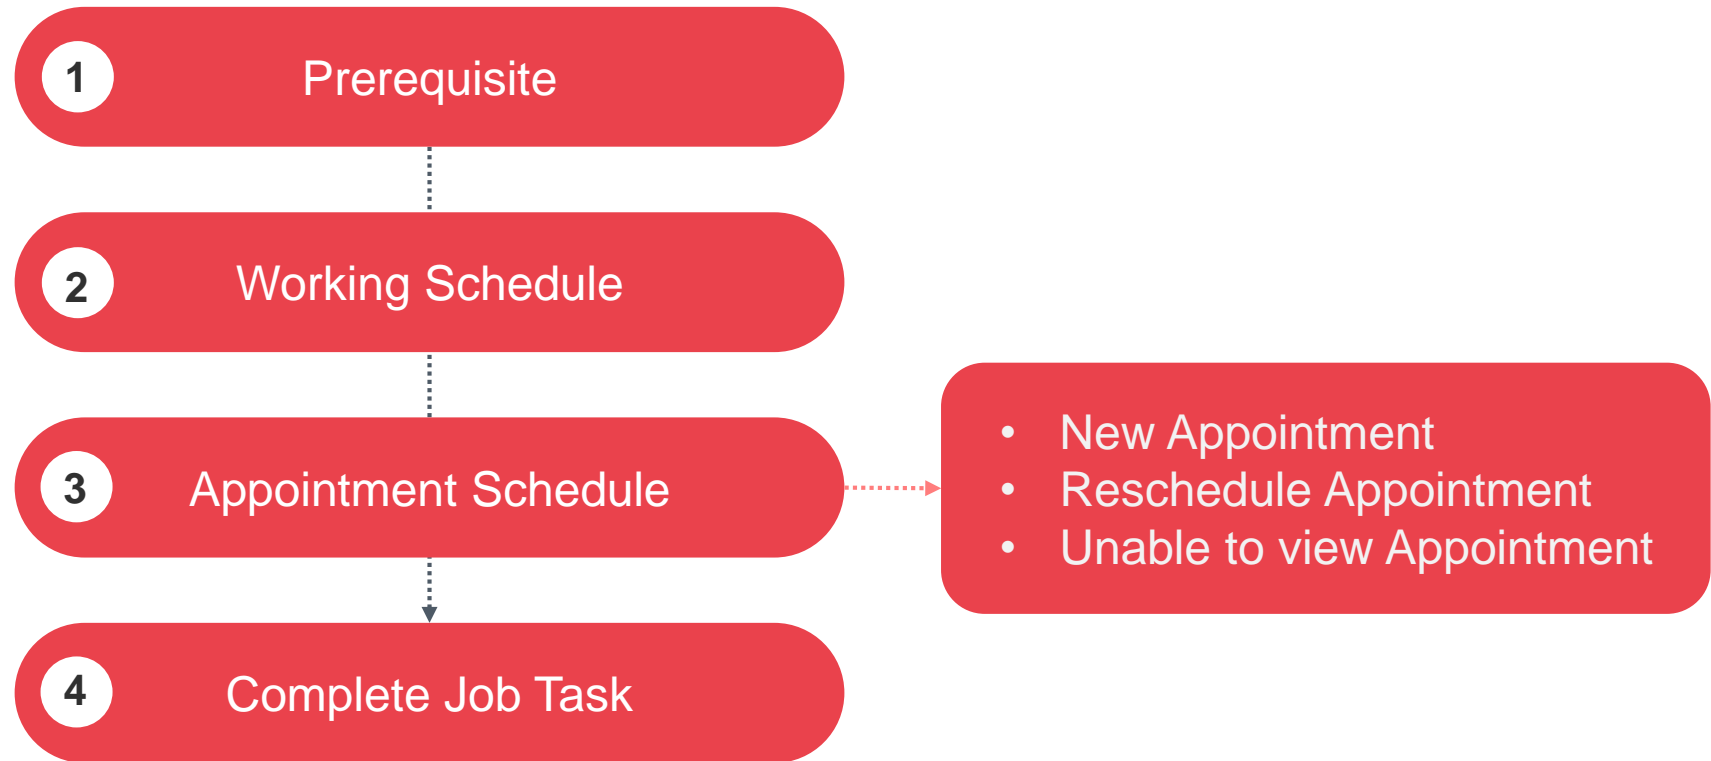 1 Prerequisite
2 Working Schedule
3 Appointment Schedule
• New Appointment
• Reschedule Appointment
• Unable to view Appointment
4 Complete Job Task